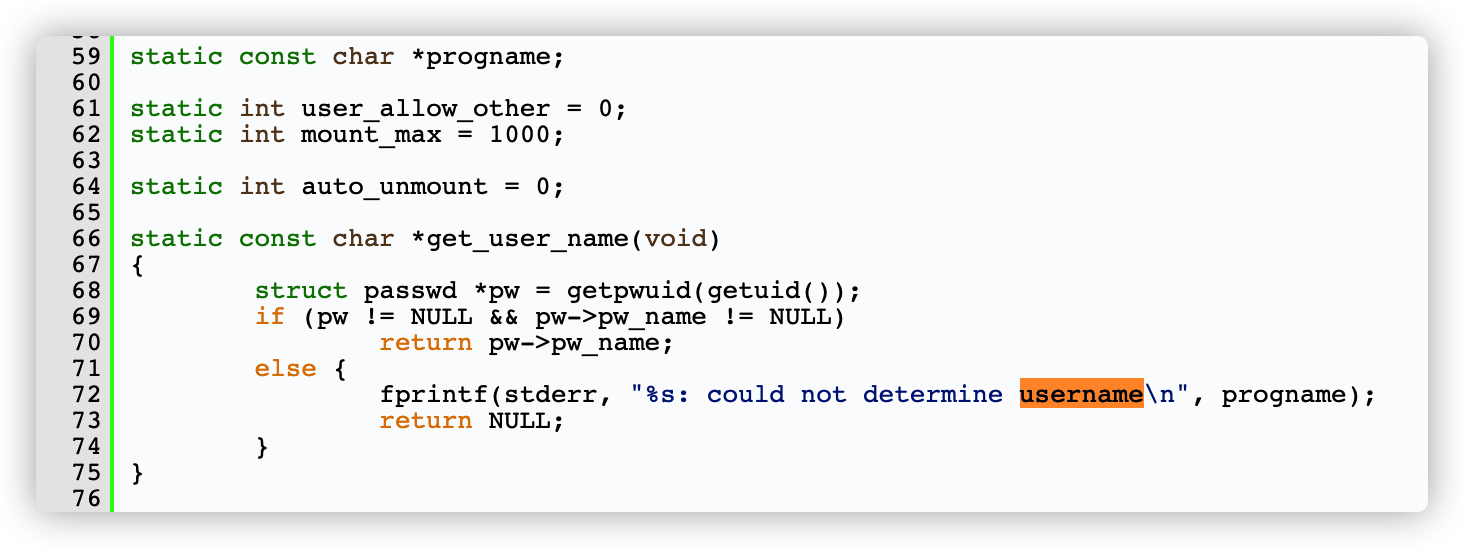 59 static const char *progname;
60
61 static int user_allow_other = 0;
62 static int mount_max = 1000;
63
64 static int auto_unmount = 0;
65
66 static const char *get_user_name(void)
67 {
68         struct passwd *pw = getpwuid(getuid());
69         if (pw != NULL && pw->pw_name != NULL)
70                 return pw->pw_name;
71         else {
72                 fprintf(stderr, "%s: could not determine username\n", progname);
73                 return NULL;
74         }
75 }
76